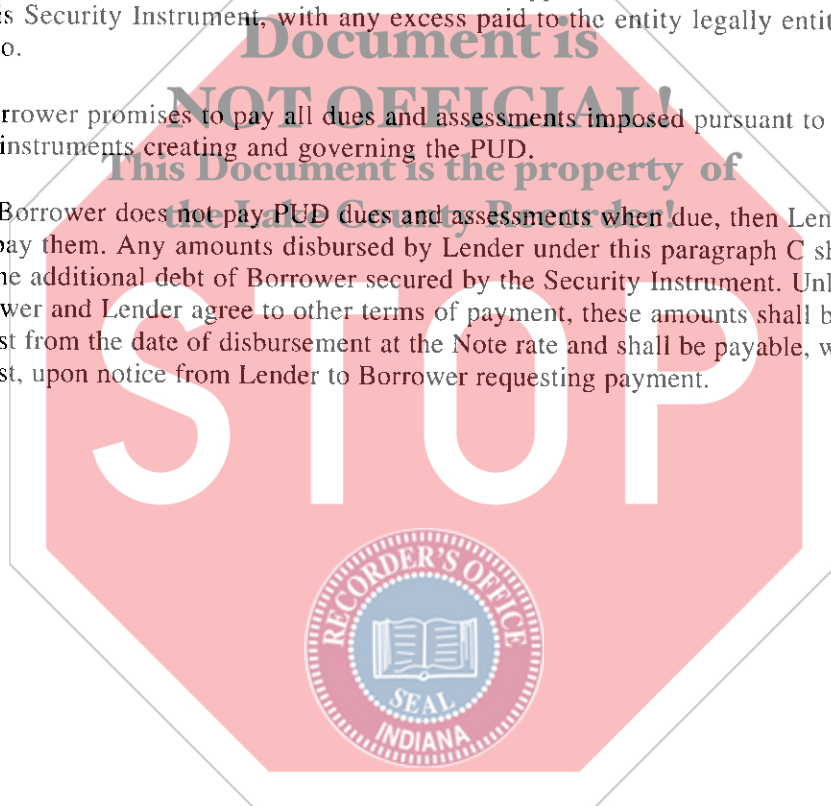 is Security Instrument, with any excess paid to the entity legally entit
o.
Document is
NOT OFFICIAL!
rrower promises to pay all dues and assessments imposed pursuant to
instruments creating and governing the PUD.
This Document is the property of
the Lake County Recorder!
Borrower does not pay PUD dues and assessments when due, then Len
pay them. Any amounts disbursed by Lender under this paragraph C sh
ne additional debt of Borrower secured by the Security Instrument. Unl
wer and Lender agree to other terms of payment, these amounts shall b
st from the date of disbursement at the Note rate and shall be payable, w
st, upon notice from Lender to Borrower requesting payment.
STOP
RECORDER'S OFFICE
SEAL
INDIANA